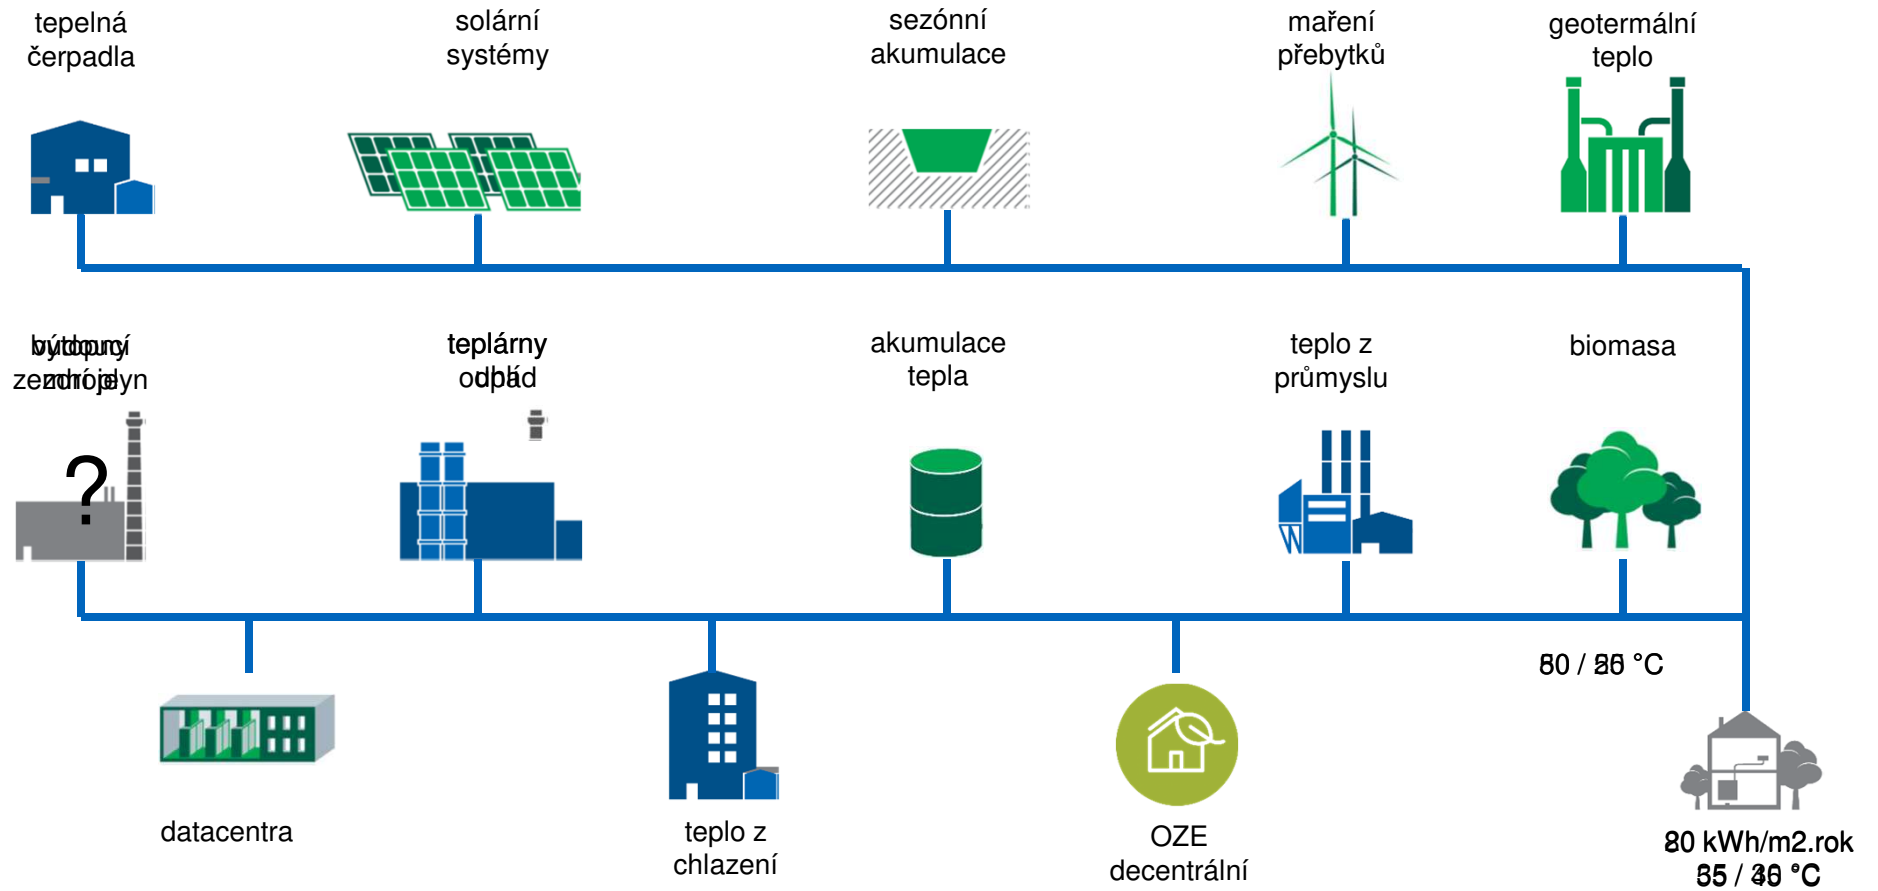 tepelná
čerpadla
solární
systémy
sezónní
akumulace
maření
přebytků
geotermální
teplo
teplárny
akumulace
tepla
teplo z
průmyslu
biomasa
?
/
°C
datacentra
teplo z
chlazení
OZE
decentrální
kWh/m2.rok
/
°C